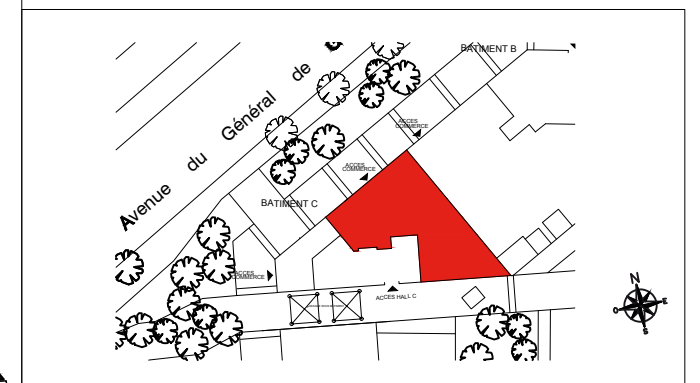 BATIMENT B
Avenue du Général de
ACCES
COMMERCE
ACCES
COMMERCE
BATIMENT C
ACCES
COMMERCE
ACCES HALL C
N
O
E
S